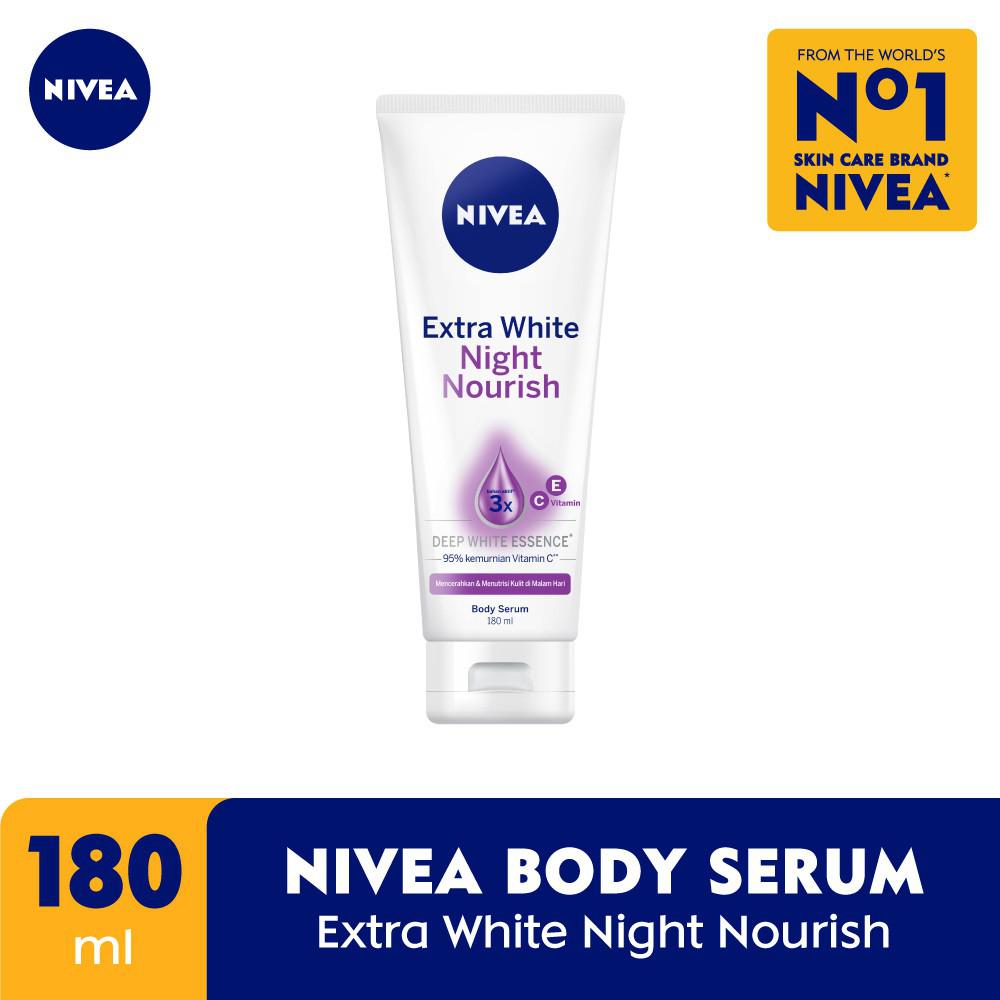 NIVEA
FROM THE WORLD'S
Nº1
SKIN CARE BRAND
NIVEA*
NIVEA
Extra White
Night
Nourish
3x
C E
Vitamin
DEEP WHITE ESSENCE*
95% kemurnian Vitamin C**
Mencerahkan & Menutrisi Kulit di Malam Hari
Body Serum
180 ml
180
ml
NIVEA BODY SERUM
Extra White Night Nourish